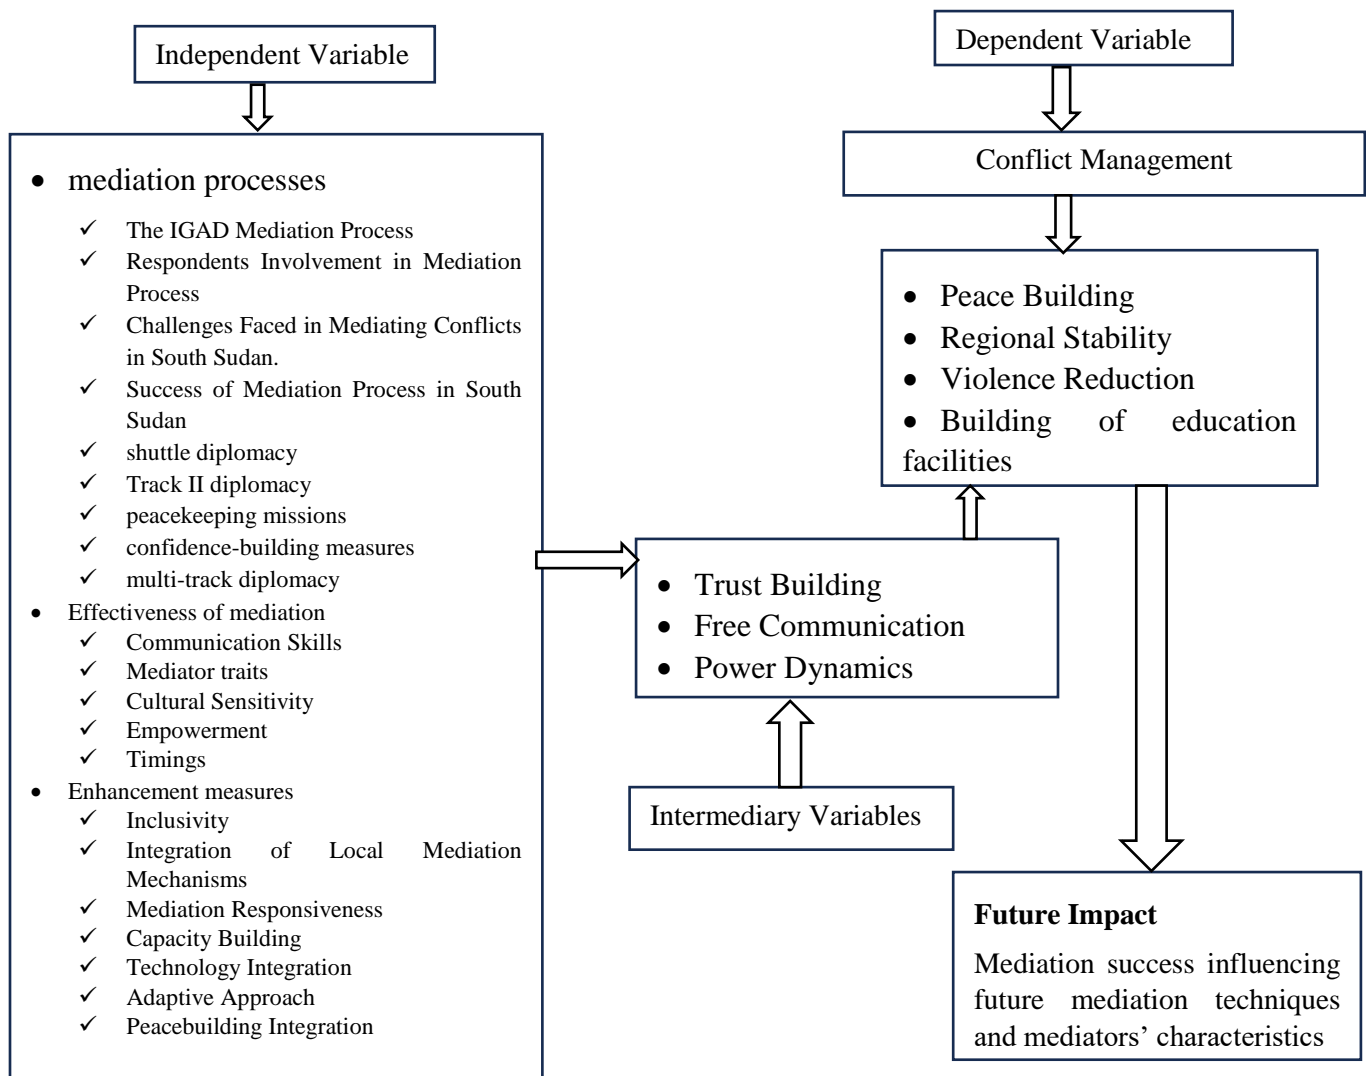 Independent Variable
• mediation processes
✓ The IGAD Mediation Process
✓ Respondents Involvement in Mediation
Process
✓ Challenges Faced in Mediating Conflicts
in South Sudan.
✓ Success of Mediation Process in South
Sudan
✓ shuttle diplomacy
✓ Track II diplomacy
✓ peacekeeping missions
✓ confidence-building measures
✓ multi-track diplomacy
• Effectiveness of mediation
✓ Communication Skills
✓ Mediator traits
✓ Cultural Sensitivity
✓ Empowerment
✓ Timings
• Enhancement measures
✓ Inclusivity
✓ Integration of Local Mediation
Mechanisms
✓ Mediation Responsiveness
✓ Capacity Building
✓ Technology Integration
✓ Adaptive Approach
✓ Peacebuilding Integration
• Trust Building
• Free Communication
• Power Dynamics
Intermediary Variables
Dependent Variable
Conflict Management
• Peace Building
• Regional Stability
• Violence Reduction
• Building of education
facilities
Future Impact
Mediation success influencing
future mediation techniques
and mediators’ characteristics